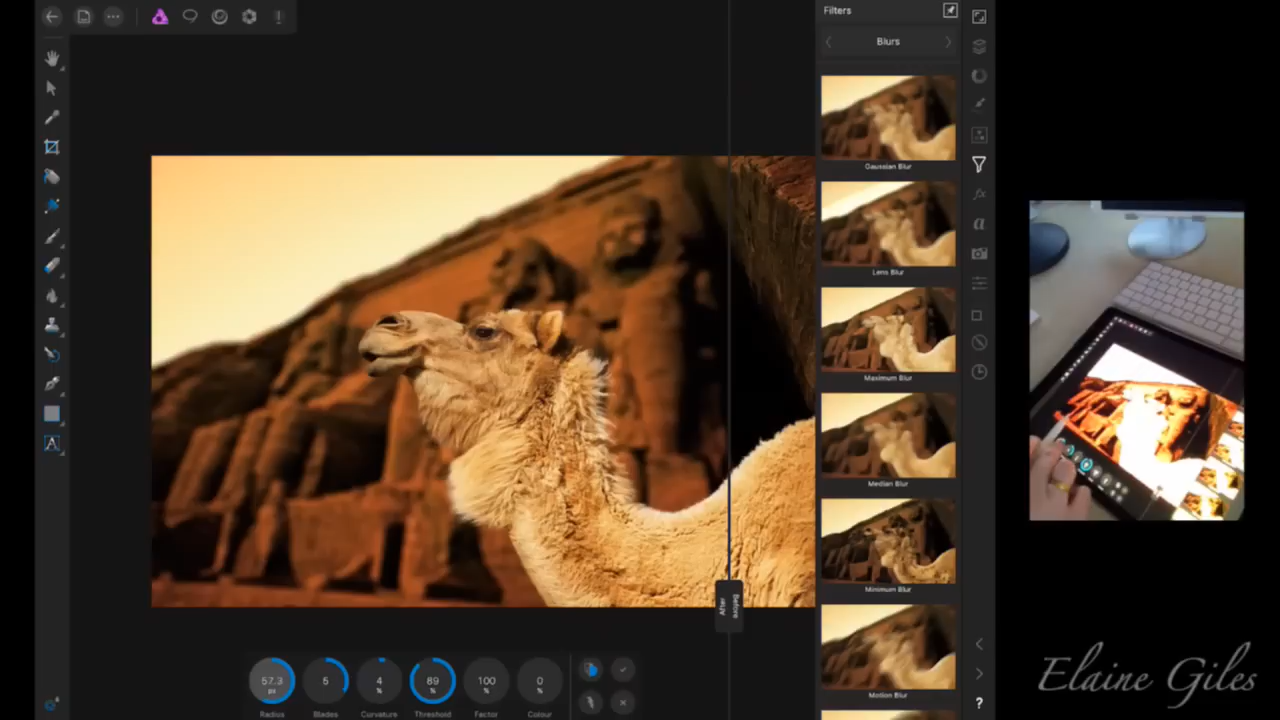 Filters
Blurs
Gaussian Blur
Lens Blur
Maximum Blur
Median Blur
Minimum Blur
Motion Blur
After
Before
57.3
px
5
4
%
89
%
100
%
0
%
Radius
Blades
Curvature
Threshold
Factor
Colour
Elaine Giles